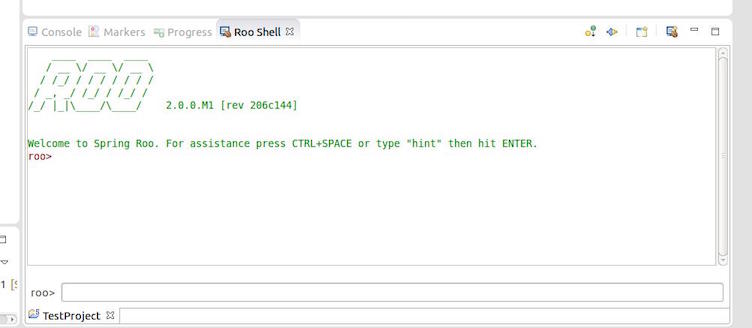 Console Markers Progress Roo Shell
    ____  ____  ____
   / __ \/ __ \/ __ \
  / /_/ / / / / / / /
 / _, _/ /_/ / /_/ /
/_/ |_|\____/\____/    2.0.0.M1 [rev 206c144]
Welcome to Spring Roo. For assistance press CTRL+SPACE or type "hint" then hit ENTER.
roo>
1 [S
roo>
TestProject